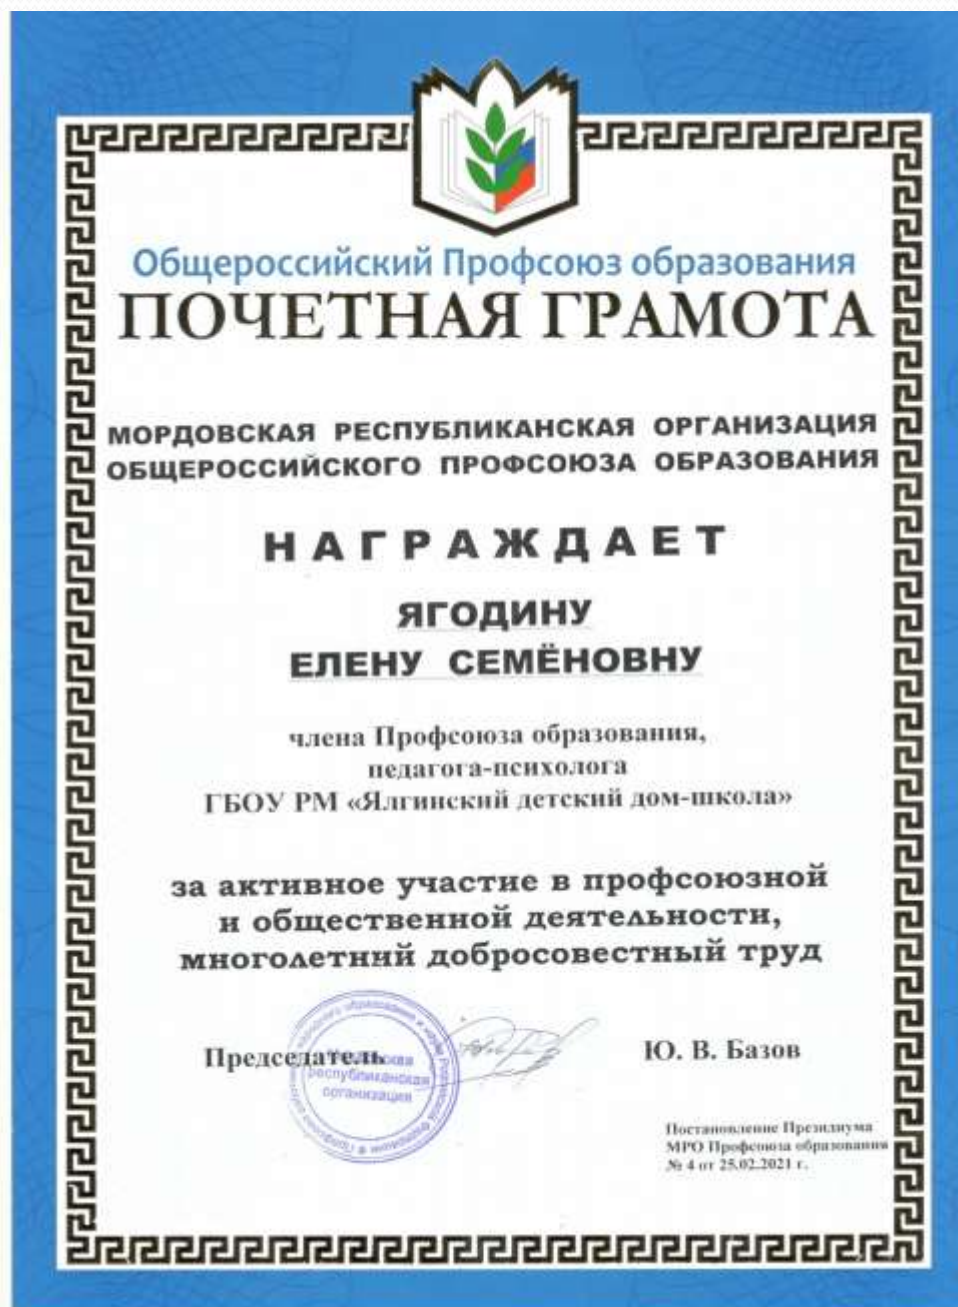 Общероссийский Профсоюз образования
ПОЧЕТНАЯ ГРАМОТА
МОРДОВСКАЯ РЕСПУБЛИКАНСКАЯ ОРГАНИЗАЦИЯ
ОБЩЕРОССИЙСКОГО ПРОФСОЮЗА ОБРАЗОВАНИЯ
НАГРАЖДАЕТ
ЯГОДИНУ
ЕЛЕНУ СЕМЁНОВНУ
члена Профсоюза образования,
педагога-психолога
ГБОУ РМ «Ялгинский детский дом-школа»
за активное участие в профсоюзной
и общественной деятельности,
многолетний добросовестный труд
Председатель
Ю. В. Базов
республиканская
организация
Постановление Президиума
МРО Профсоюза образования
№ 4 от 25.02.2021 г.